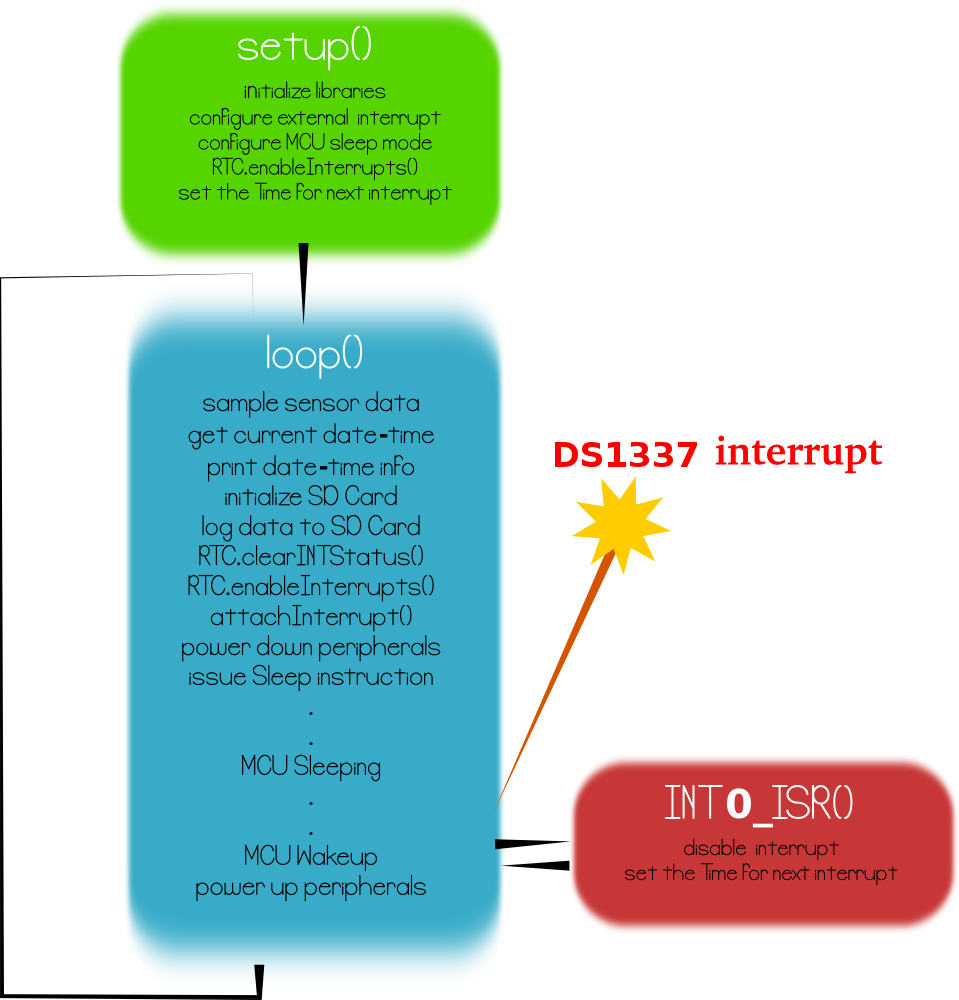 setup()
initialize libraries
configure external interrupt
configure MCU sleep mode
RTC.enableInterrupts()
set the Time for next interrupt
loop()
sample sensor data
get current date-time
print date-time info
initialize SD Card
log data to SD Card
RTC.clearINTStatus()
RTC.enableInterrupts()
attachInterrupt()
power down peripherals
issue Sleep instruction
.
.
MCU Sleeping
.
.
MCU Wakeup
power up peripherals
DS1337 interrupt
INT0_ISR()
disable interrupt
set the Time for next interrupt